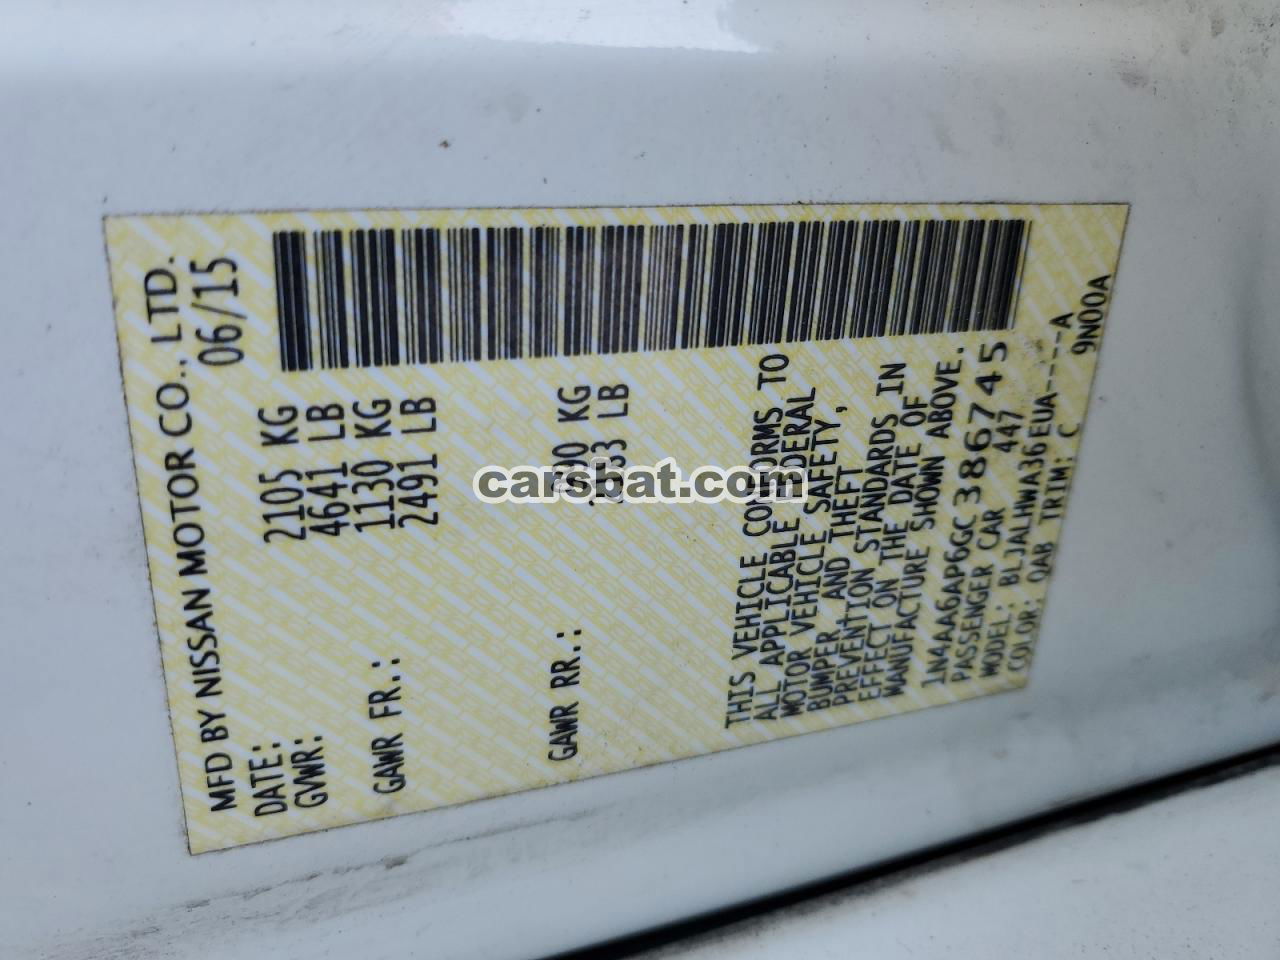 MFD BY NISSAN MOTOR CO., LTD.
DATE: 06/15
GVWR: 2105 KG
4641 LB
GAWR FR.: 1130 KG
2491 LB
GAWR RR.: KG
LB
THIS VEHICLE CONFORMS TO
ALL APPLICABLE FEDERAL
MOTOR VEHICLE SAFETY,
BUMPER, AND THEFT
PREVENTION STANDARDS IN
EFFECT ON THE DATE OF
MANUFACTURE SHOWN ABOVE.
1N4AA6AP6GC 386745
PASSENGER CAR 447
MODEL: BLJALHWA36EUA-----A
COLOR: QAB TRIM: C 9N00A
carsbat.com